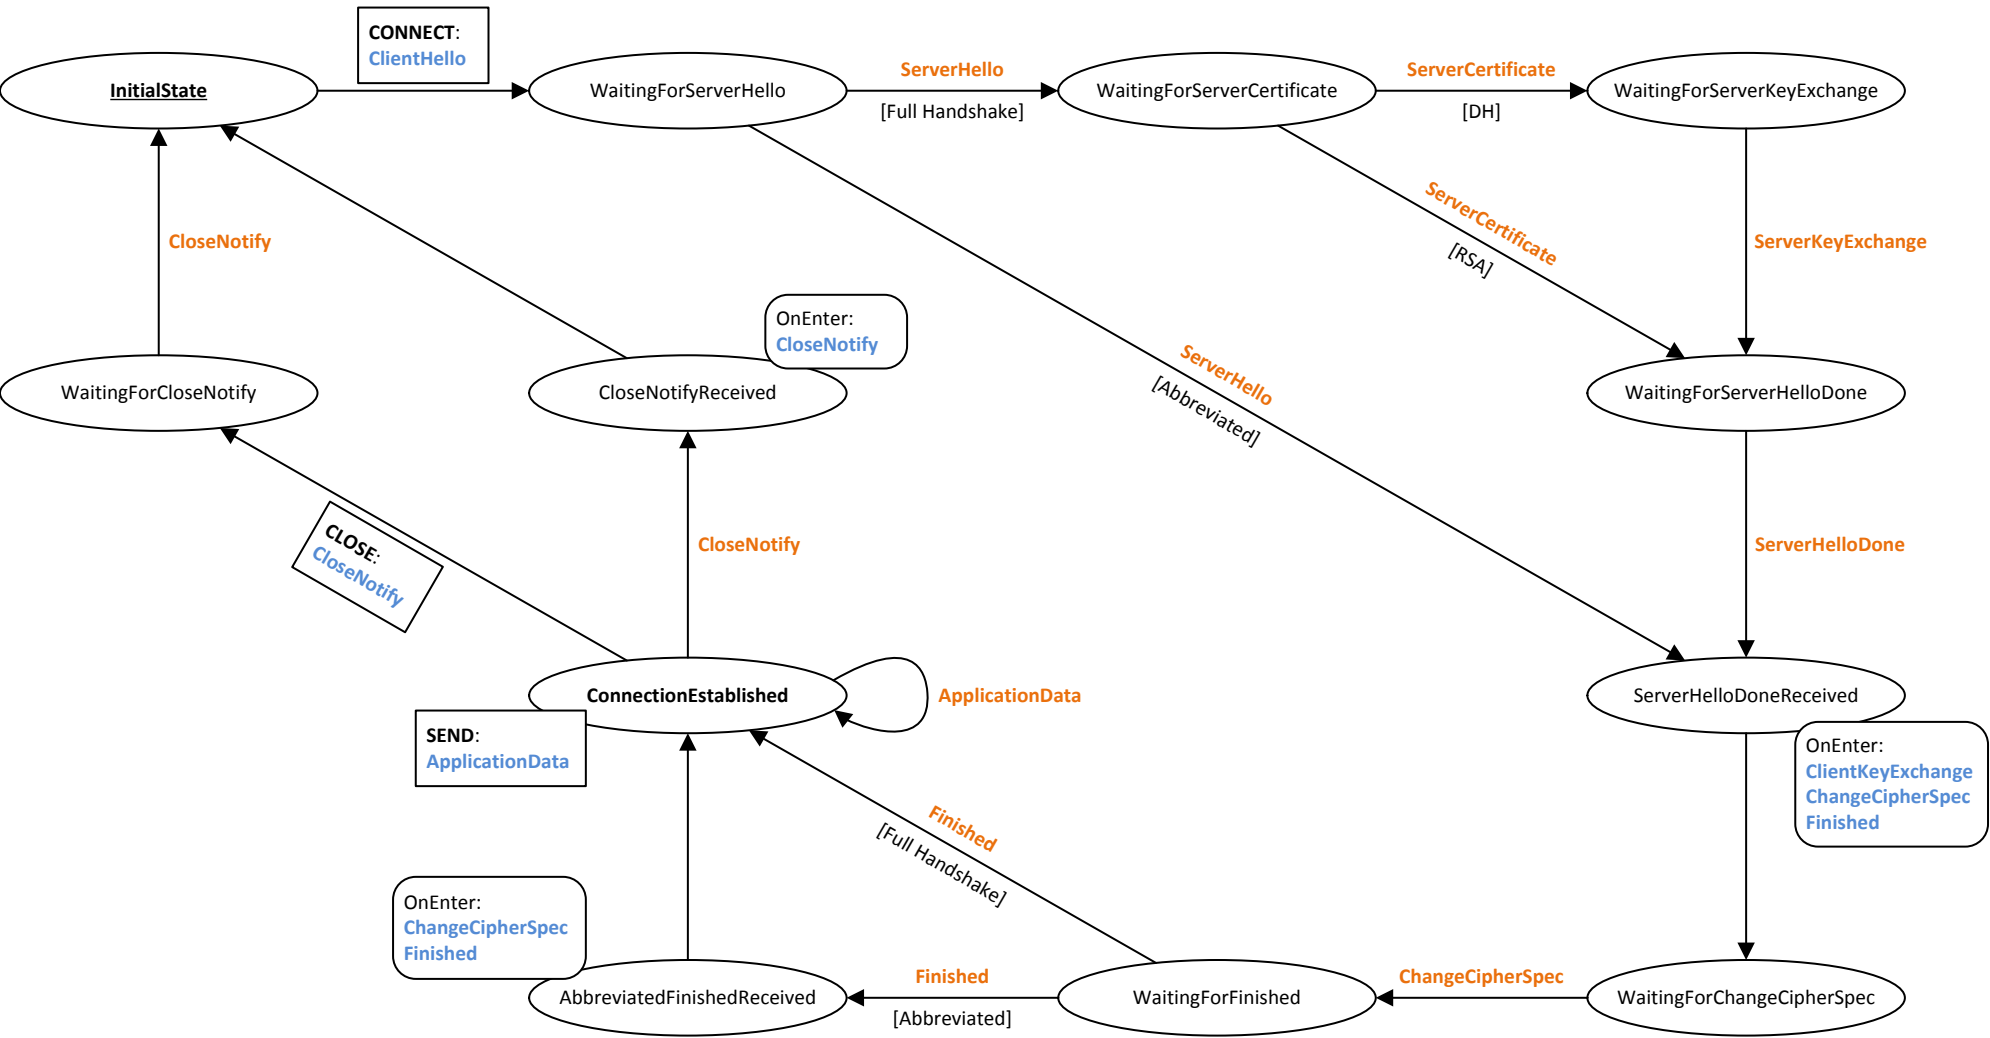 CONNECT:
ClientHello
InitialState
WaitingForServerHello
ServerHello
[Full Handshake]
WaitingForServerCertificate
ServerCertificate
[DH]
WaitingForServerKeyExchange
CloseNotify
ServerCertificate
[RSA]
ServerKeyExchange
OnEnter:
CloseNotify
WaitingForCloseNotify
CloseNotifyReceived
ServerHello
[Abbreviated]
WaitingForServerHelloDone
CLOSE:
CloseNotify
CloseNotify
ServerHelloDone
ConnectionEstablished
ApplicationData
ServerHelloDoneReceived
SEND:
ApplicationData
OnEnter:
ClientKeyExchange
ChangeCipherSpec
Finished
Finished
[Full Handshake]
OnEnter:
ChangeCipherSpec
Finished
AbbreviatedFinishedReceived
Finished
[Abbreviated]
WaitingForFinished
ChangeCipherSpec
WaitingForChangeCipherSpec